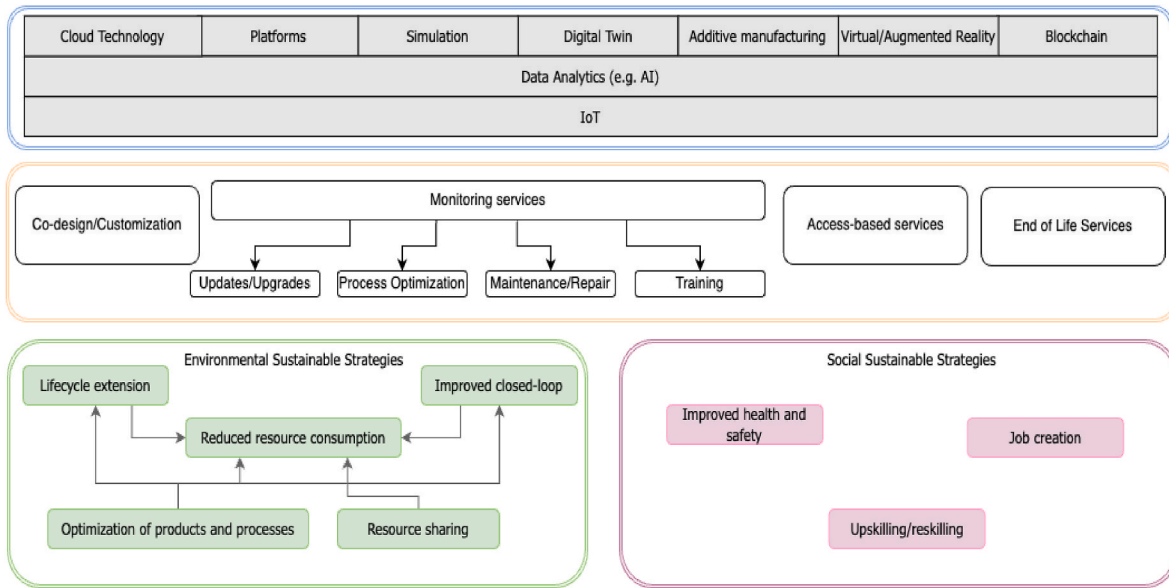 Cloud Technology
Platforms
Simulation
Digital Twin
Additive manufacturing
Virtual/Augmented Reality
Blockchain
Data Analytics (e.g. AI)
IoT
Co-design/Customization
Monitoring services
Access-based services
End of Life Services
Updates/Upgrades
Process Optimization
Maintenance/Repair
Training
Environmental Sustainable Strategies
Lifecycle extension
Improved closed-loop
Reduced resource consumption
Optimization of products and processes
Resource sharing
Social Sustainable Strategies
Improved health and
safety
Job creation
Upskilling/reskilling